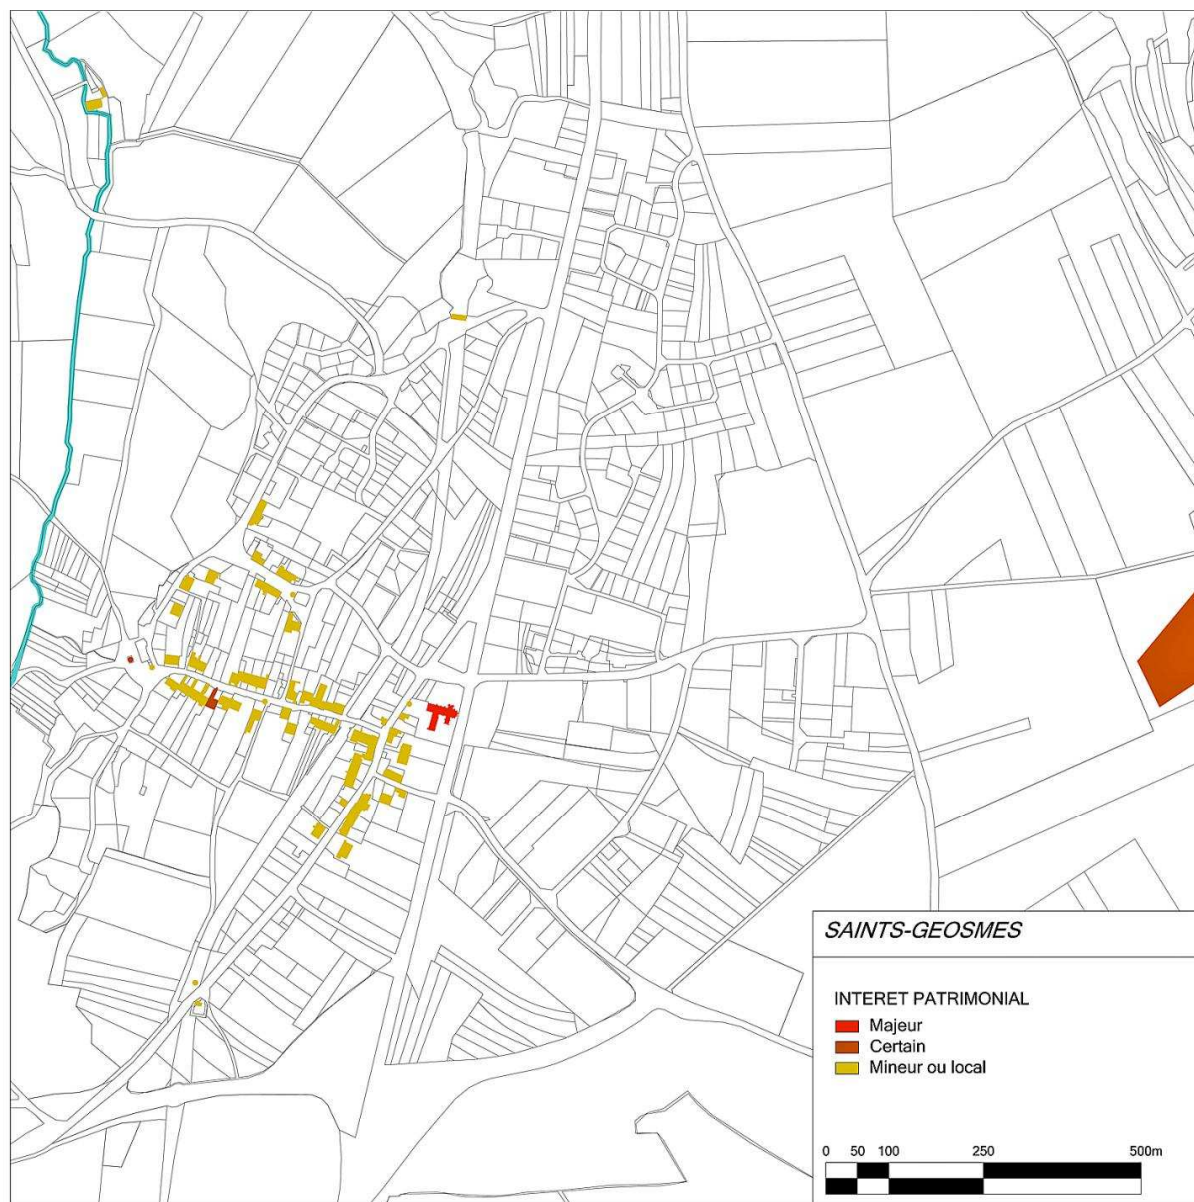 SAINTS-GEOSMES
INTERET PATRIMONIAL
Majeur
Certain
Mineur ou local
0 50 100 250 500m